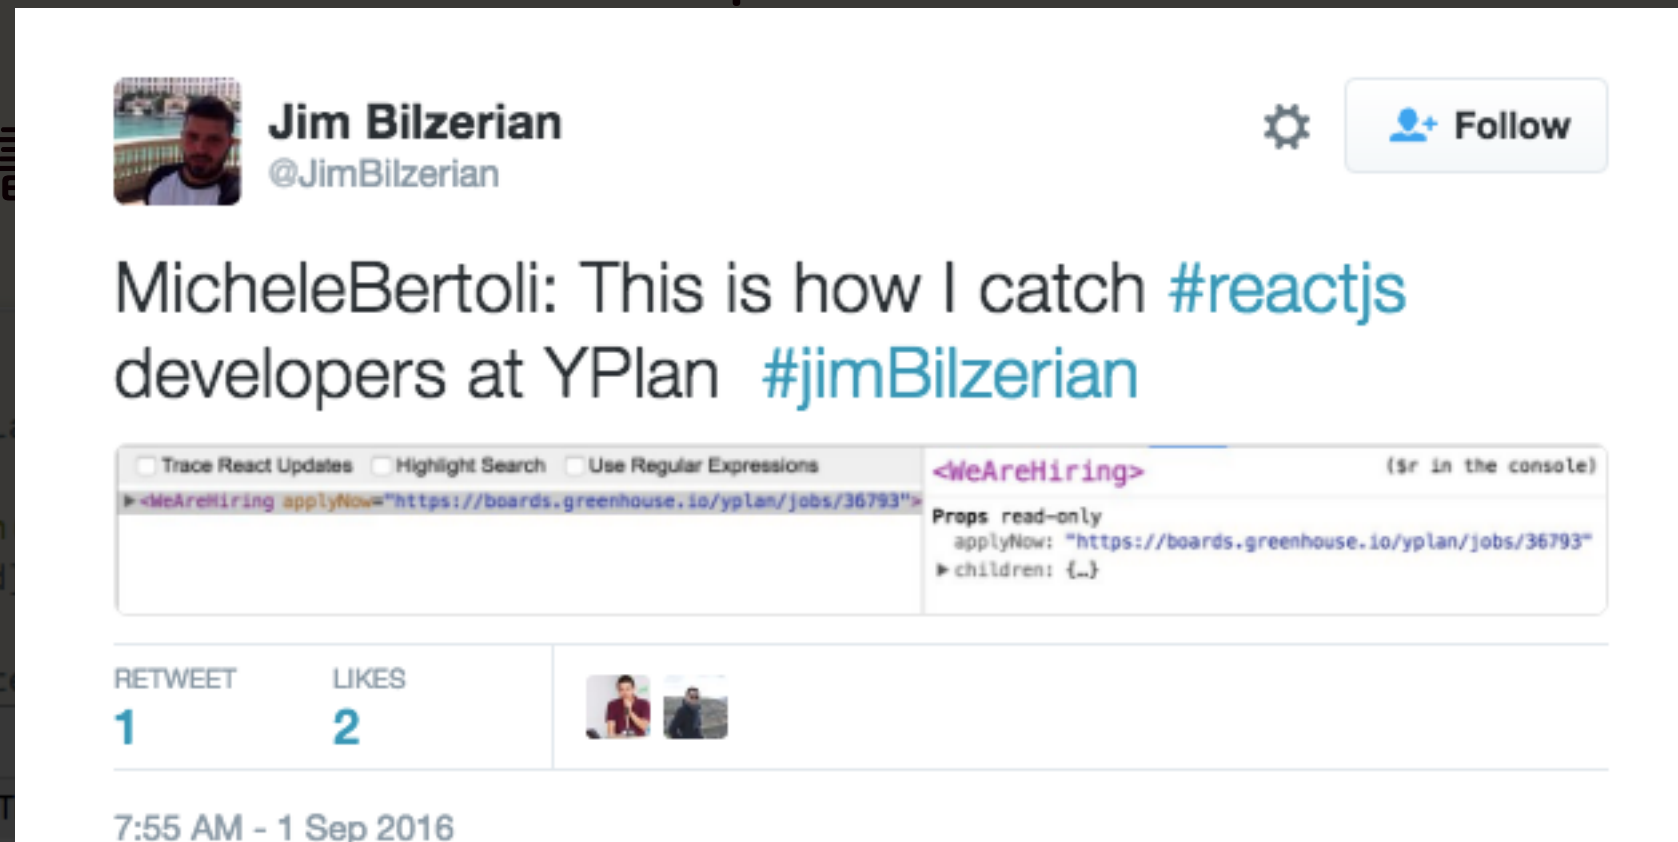 Jim Bilzerian
@JimBilzerian
Follow
MicheleBertoli: This is how I catch #reactjs
developers at YPlan #jimBilzerian
Trace React Updates Highlight Search Use Regular Expressions
<WeAreHiring applyNow="https://boards.greenhouse.io/yplan/jobs/36793">
<WeAreHiring> ($r in the console)
Props read-only
applyNow: "https://boards.greenhouse.io/yplan/jobs/36793"
children: {…}
RETWEET LIKES
1 2
7:55 AM - 1 Sep 2016